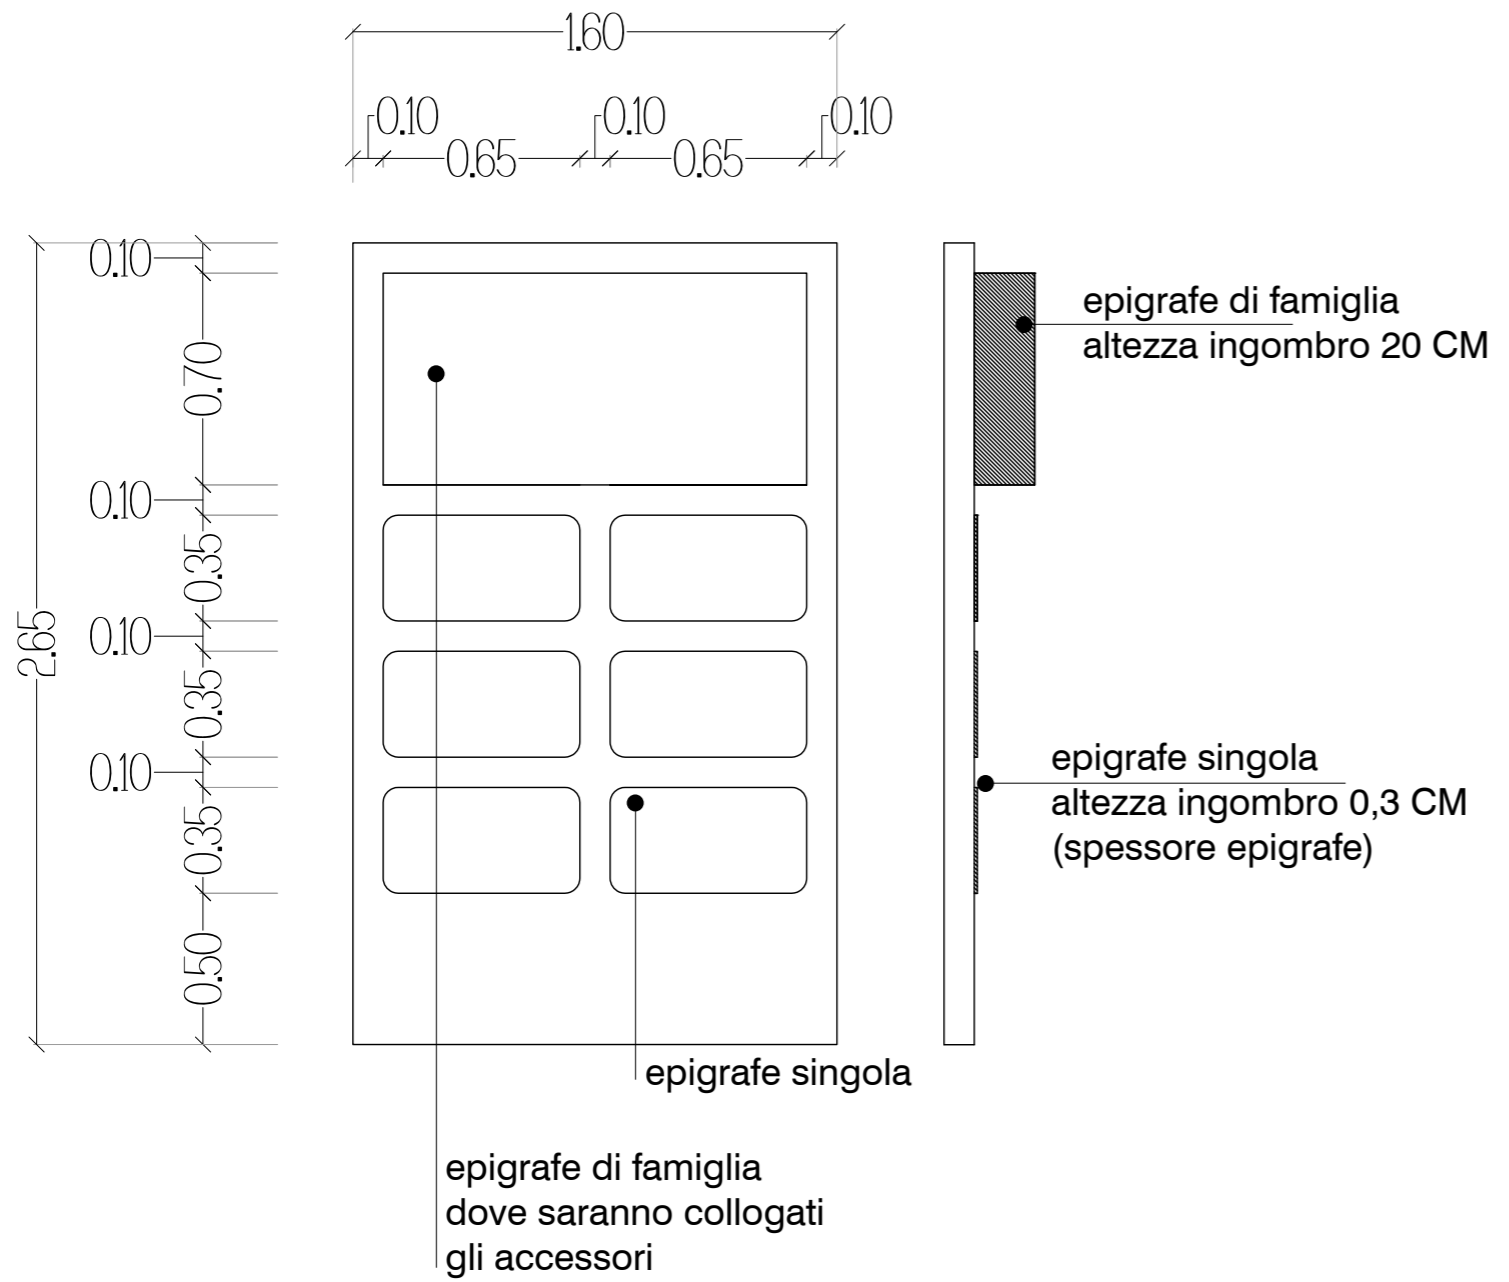 1.60
0.10
0.10
0.10
0.65
0.65
0.10
0.70
0.10
0.35
0.10
0.35
0.10
0.35
0.50
2.65
epigrafe di famiglia
altezza ingombro 20 CM
epigrafe singola
altezza ingombro 0,3 CM
(spessore epigrafe)
epigrafe singola
epigrafe di famiglia
dove saranno collogati
gli accessori